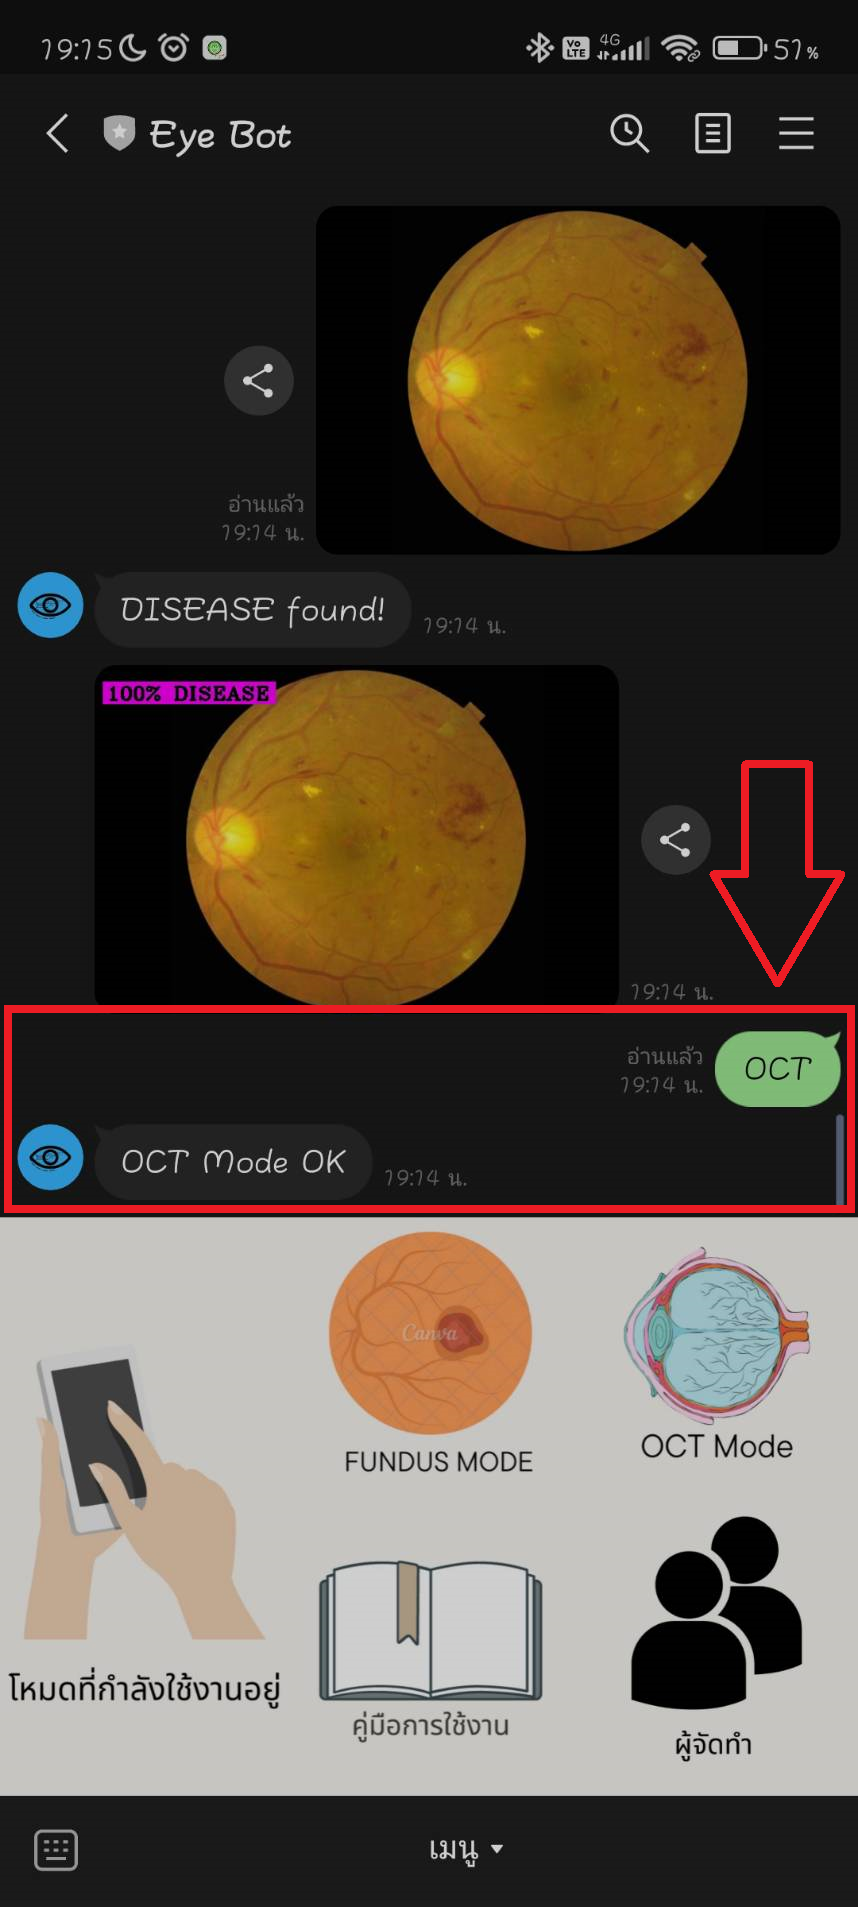 19:15
Vo LTE
4G
51%
Eye Bot
อ่านแล้ว
19:14 น.
DISEASE found!
19:14 น.
100% DISEASE
19:14 น.
อ่านแล้ว
19:14 น.
OCT
OCT Mode OK
19:14 น.
Canva
FUNDUS MODE
OCT Mode
โหมดที่กำลังใช้งานอยู่
คู่มือการใช้งาน
ผู้จัดทำ
เมนู